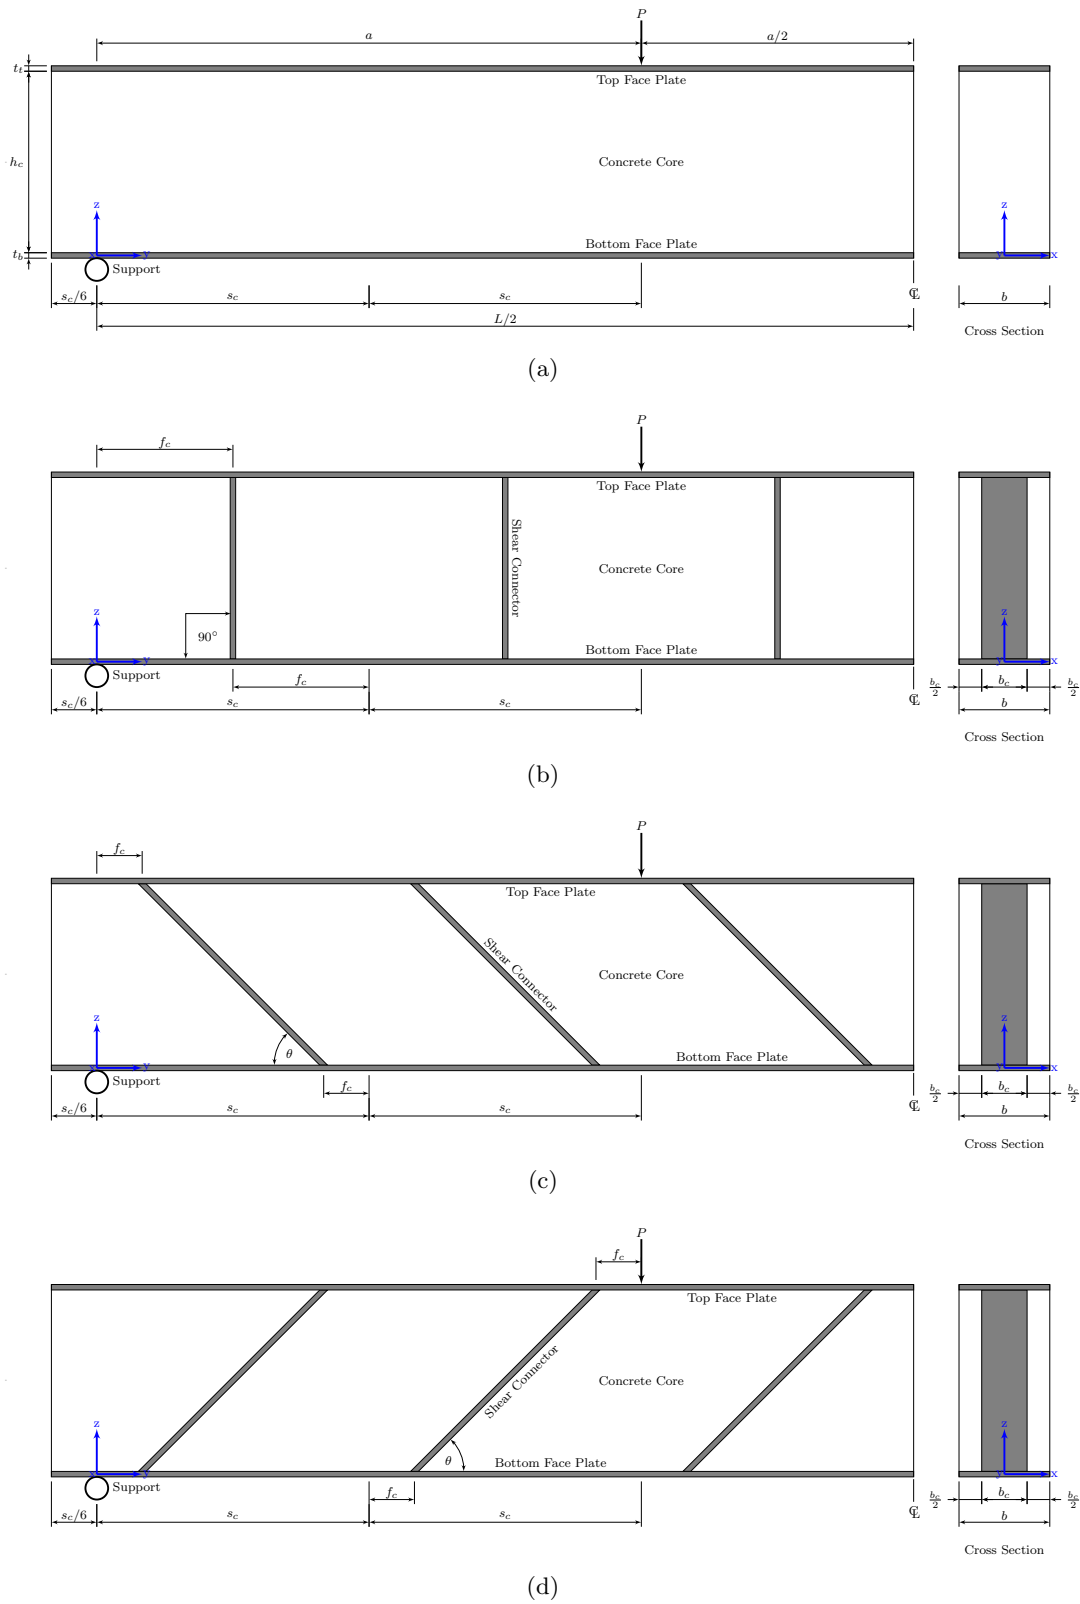 P
a
a/2
t_t
Top Face Plate
h_c
Concrete Core
z
z
Bottom Face Plate
t_b
x
y
y
x
Support
s_c/6
s_c
s_c
℄
b
L/2
Cross Section
(a)
P
f_c
Top Face Plate
Shear Connector
Concrete Core
z
z
90°
Bottom Face Plate
x
y
y
x
Support
f_c
b_c/2
b_c
b_c/2
s_c/6
s_c
s_c
℄
b
Cross Section
(b)
P
f_c
Top Face Plate
Shear Connector
Concrete Core
z
z
θ
Bottom Face Plate
x
y
y
x
Support
f_c
b_c/2
b_c
b_c/2
s_c/6
s_c
s_c
℄
b
Cross Section
(c)
P
f_c
Top Face Plate
Shear Connector
Concrete Core
z
z
θ
Bottom Face Plate
x
y
y
x
Support
f_c
b_c/2
b_c
b_c/2
s_c/6
s_c
s_c
℄
b
Cross Section
(d)